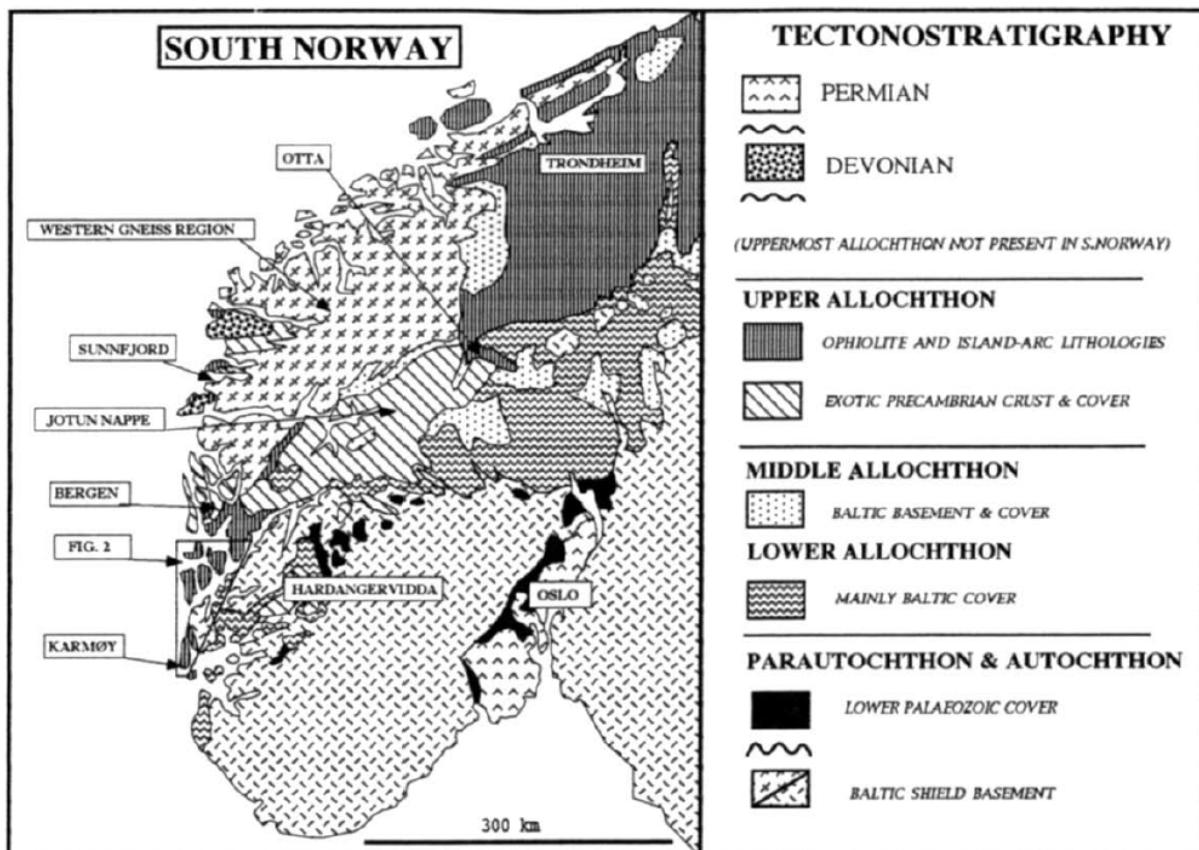 SOUTH NORWAY
OTTA
TRONDHEIM
WESTERN GNEISS REGION
SUNNFJORD
JOTUN NAPPE
BERGEN
FIG. 2
HARDANGERVIDDA
OSLO
KARMØY
300 km
TECTONOSTRATIGRAPHY
PERMIAN
DEVONIAN
(UPPERMOST ALLOCHTHON NOT PRESENT IN S.NORWAY)
UPPER ALLOCHTHON
OPHIOLITE AND ISLAND-ARC LITHOLOGIES
EXOTIC PRECAMBRIAN CRUST & COVER
MIDDLE ALLOCHTHON
BALTIC BASEMENT & COVER
LOWER ALLOCHTHON
MAINLY BALTIC COVER
PARAUTOCHTHON & AUTOCHTHON
LOWER PALAEOZOIC COVER
BALTIC SHIELD BASEMENT